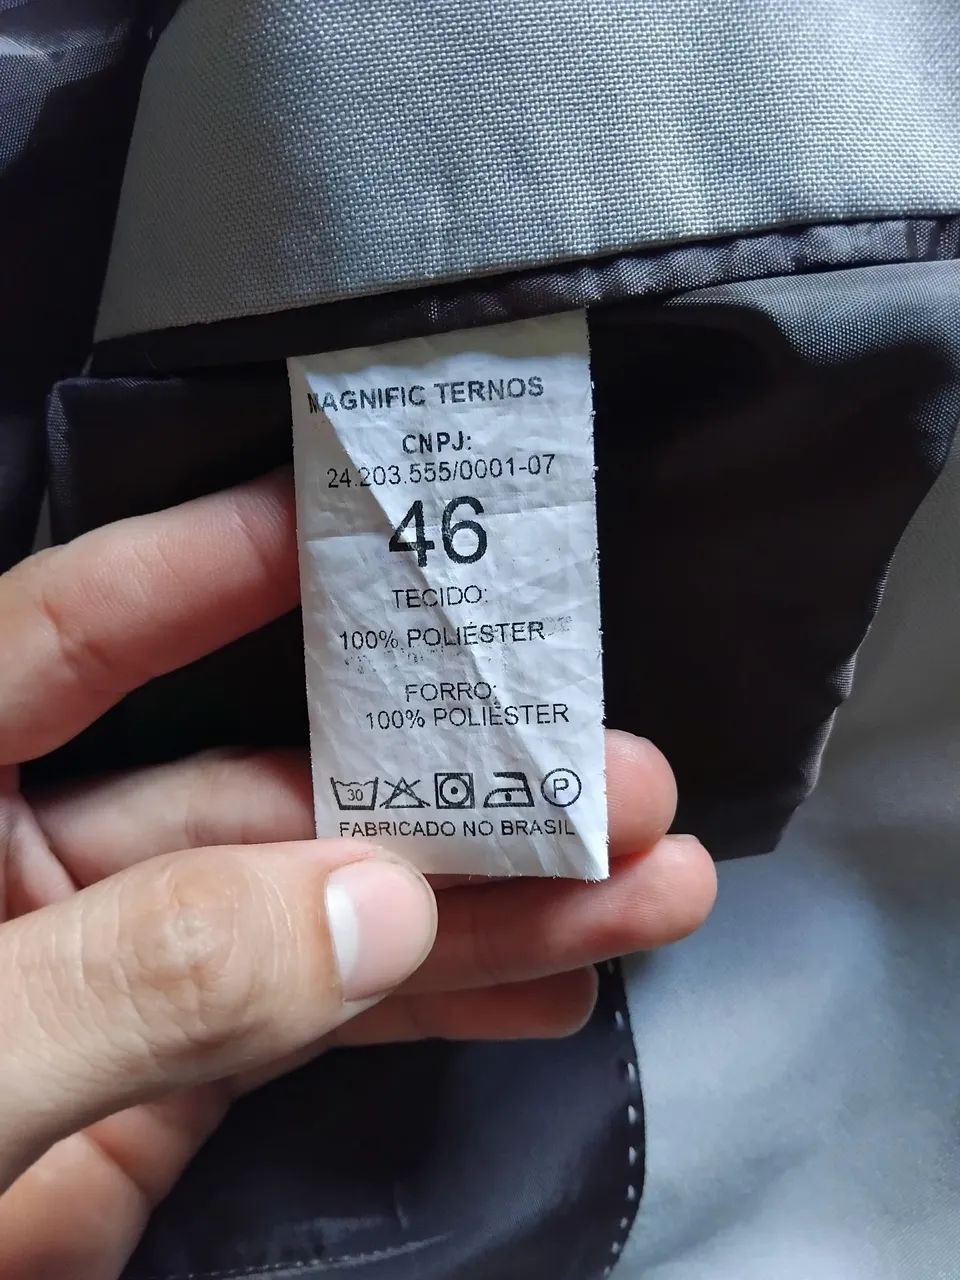 MAGNIFIC TERNOS
CNPJ:
24.203.555/0001-07
46
TECIDO:
100% POLIÉSTER
FORRO:
100% POLIÉSTER
30 P
FABRICADO NO BRASIL